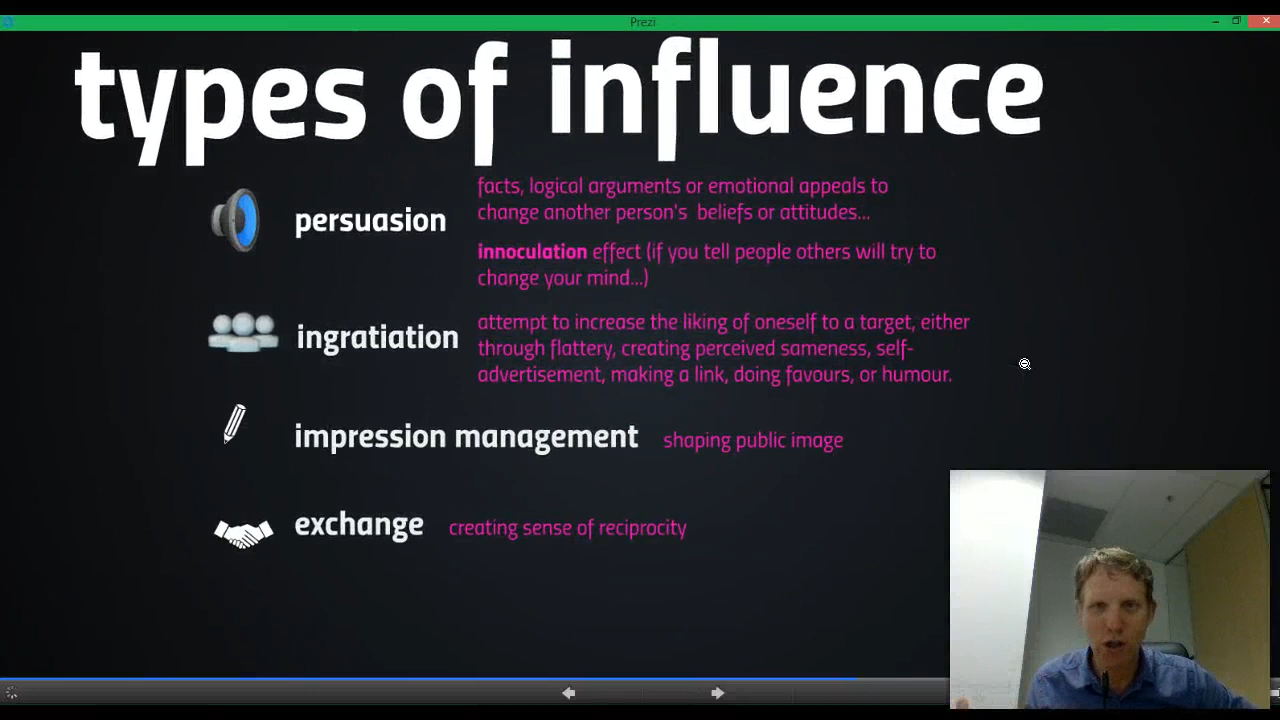 Prezi
types of influence
persuasion
facts, logical arguments or emotional appeals to
change another person's beliefs or attitudes...
innoculation effect (if you tell people others will try to
change your mind...)
ingratiation
attempt to increase the liking of oneself to a target, either
through flattery, creating perceived sameness, self-
advertisement, making a link, doing favours, or humour.
impression management shaping public image
exchange creating sense of reciprocity